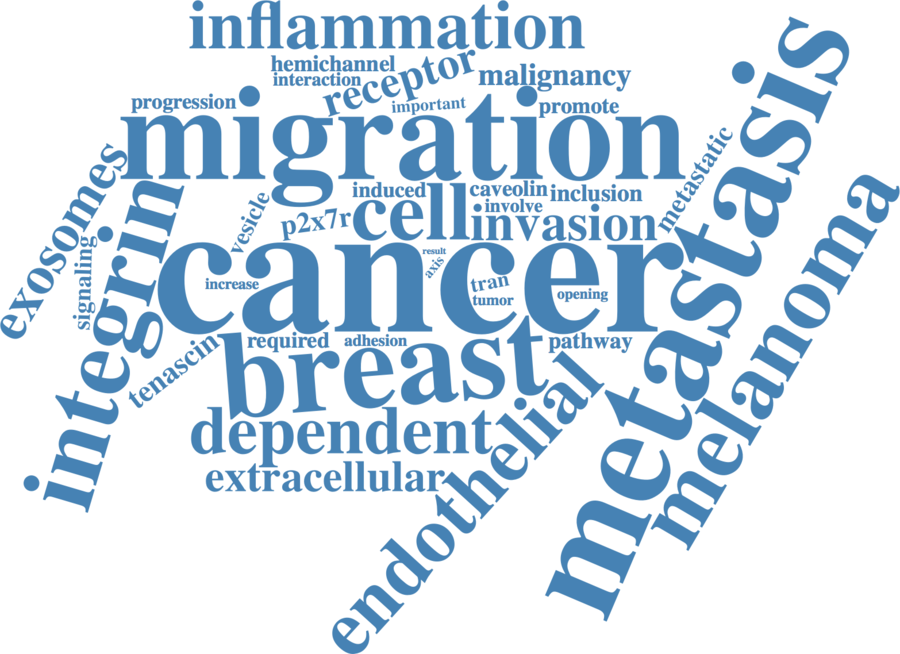 inflammation
hemichannel
interaction
receptor
malignancy
progression
important
promote
migration
metastasis
metastatic
exosomes
integrin
signaling
vesicle
induced
caveolin
inclusion
involve
p2x7r
cell
invasion
cancer
result
axis
increase
tran
tumor
opening
melanoma
required
adhesion
pathway
tenascin
breast
endothelial
dependent
extracellular